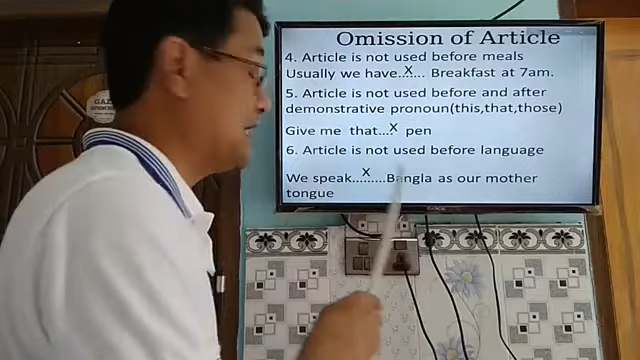 Omission of Article
4. Article is not used before meals
Usually we have..x... Breakfast at 7am.
5. Article is not used before and after
demonstrative pronoun(this,that,those)
Give me that...x pen
6. Article is not used before language
We speak....x.....Bangla as our mother
tongue
GAZ